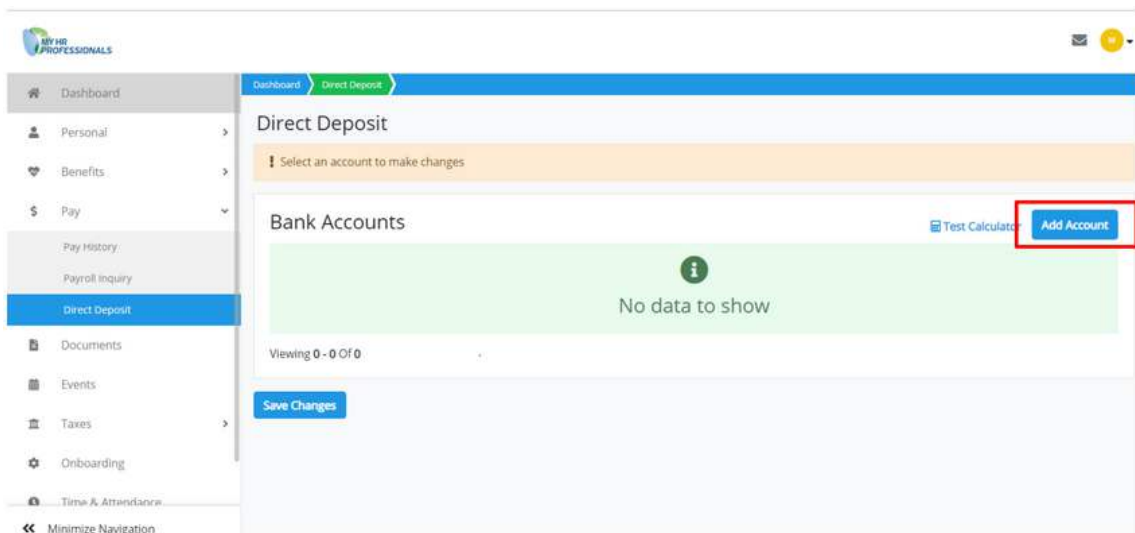 MY HR
PROFESSIONALS
Dashboard
Personal
Benefits
Pay
Pay History
Payroll Inquiry
Direct Deposit
Documents
Events
Taxes
Onboarding
Time & Attendance
Minimize Navigation
Dashboard Direct Deposit
Direct Deposit
Select an account to make changes
Bank Accounts
Test Calculator Add Account
No data to show
Viewing 0 - 0 Of 0
Save Changes